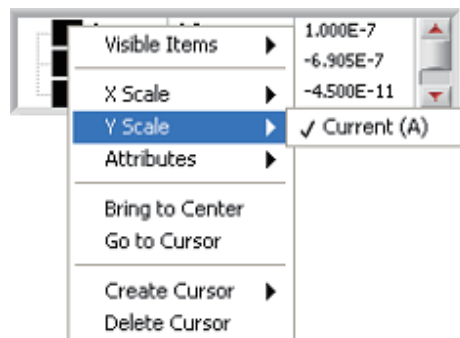 1.000E-7
Visible Items
-6.905E-7
X Scale
-4.500E-11
Y Scale
✓ Current (A)
Attributes
Bring to Center
Go to Cursor
Create Cursor
Delete Cursor